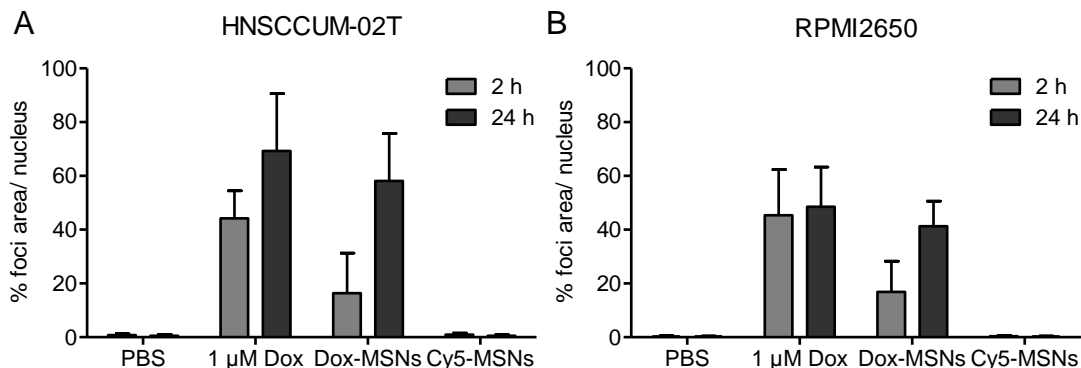 A
HNSCCUM-02T
% foci area/ nucleus
100
80
60
40
20
0
2 h
24 h
PBS
1 µM Dox
Dox-MSNs
Cy5-MSNs
B
RPMI2650
% foci area/ nucleus
100
80
60
40
20
0
2 h
24 h
PBS
1 µM Dox
Dox-MSNs
Cy5-MSNs